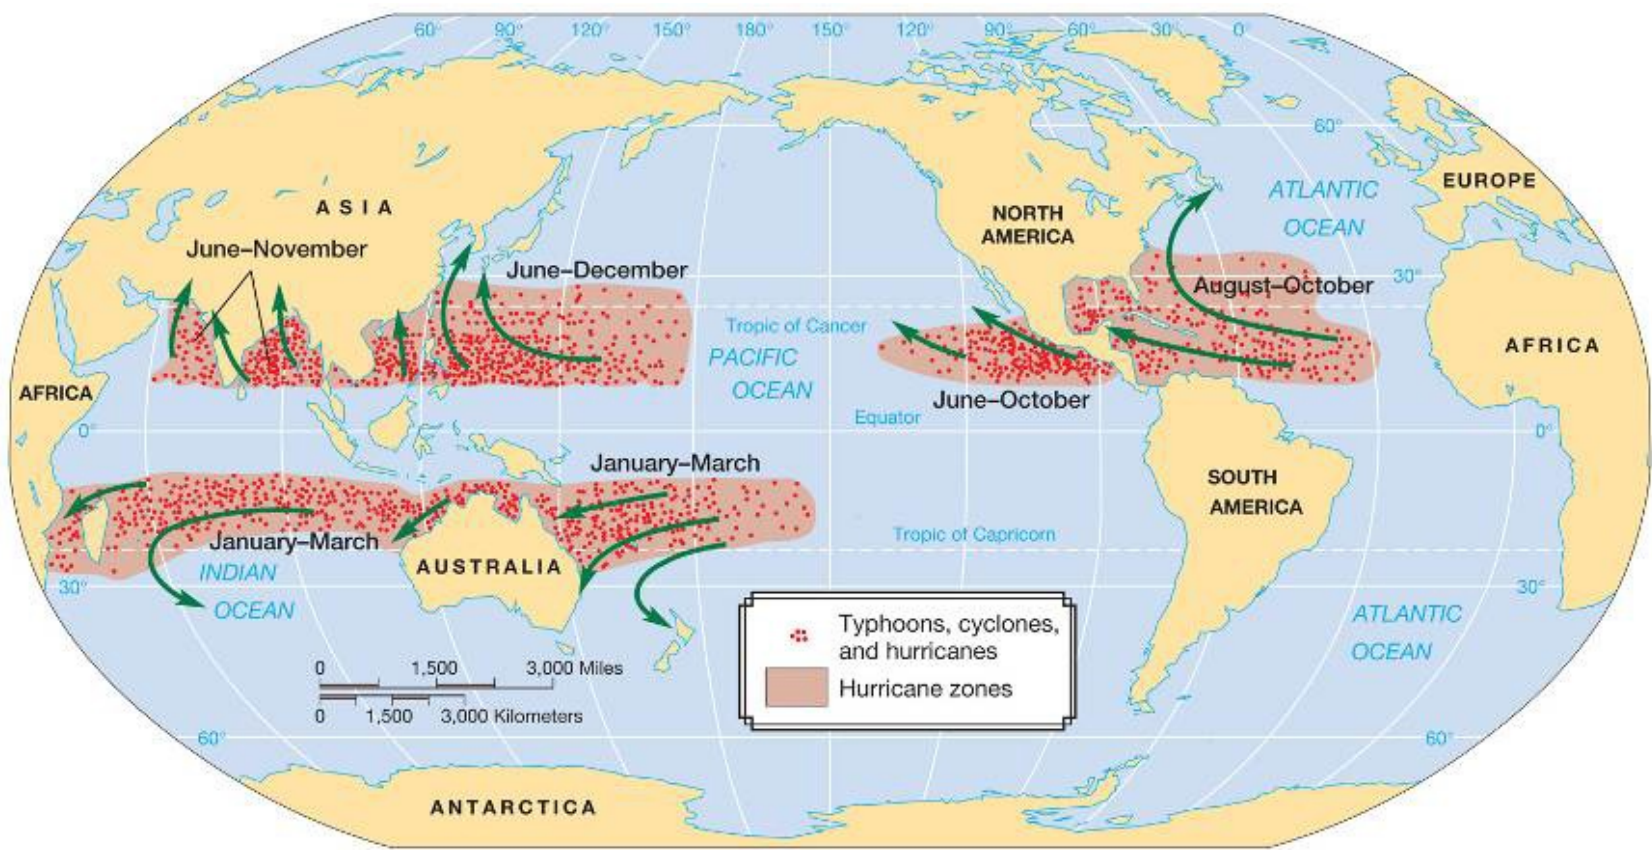 60° 90° 120° 150° 180° 150° 120° 90° 60° 30° 0°
60°
ASIA
NORTH
AMERICA
ATLANTIC
OCEAN
EUROPE
June–November
June–December
30°
August–October
Tropic of Cancer
PACIFIC
OCEAN
AFRICA
AFRICA
June–October
Equator
0°
0°
January–March
SOUTH
AMERICA
January–March
Tropic of Capricorn
AUSTRALIA
INDIAN
OCEAN
30°
30°
ATLANTIC
OCEAN
Typhoons, cyclones,
and hurricanes
Hurricane zones
0 1,500 3,000 Miles
0 1,500 3,000 Kilometers
60°
60°
ANTARCTICA